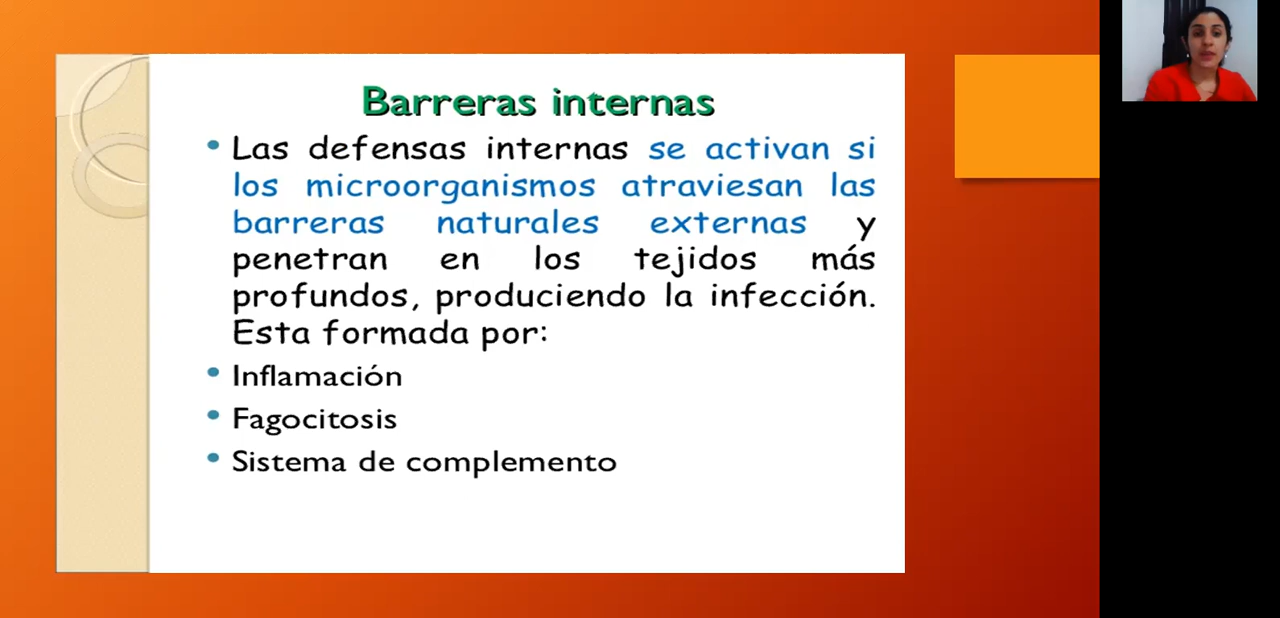 Barreras internas
• Las defensas internas se activan si
los microorganismos atraviesan las
barreras naturales externas y
penetran en los tejidos más
profundos, produciendo la infección.
Esta formada por:
• Inflamación
• Fagocitosis
• Sistema de complemento